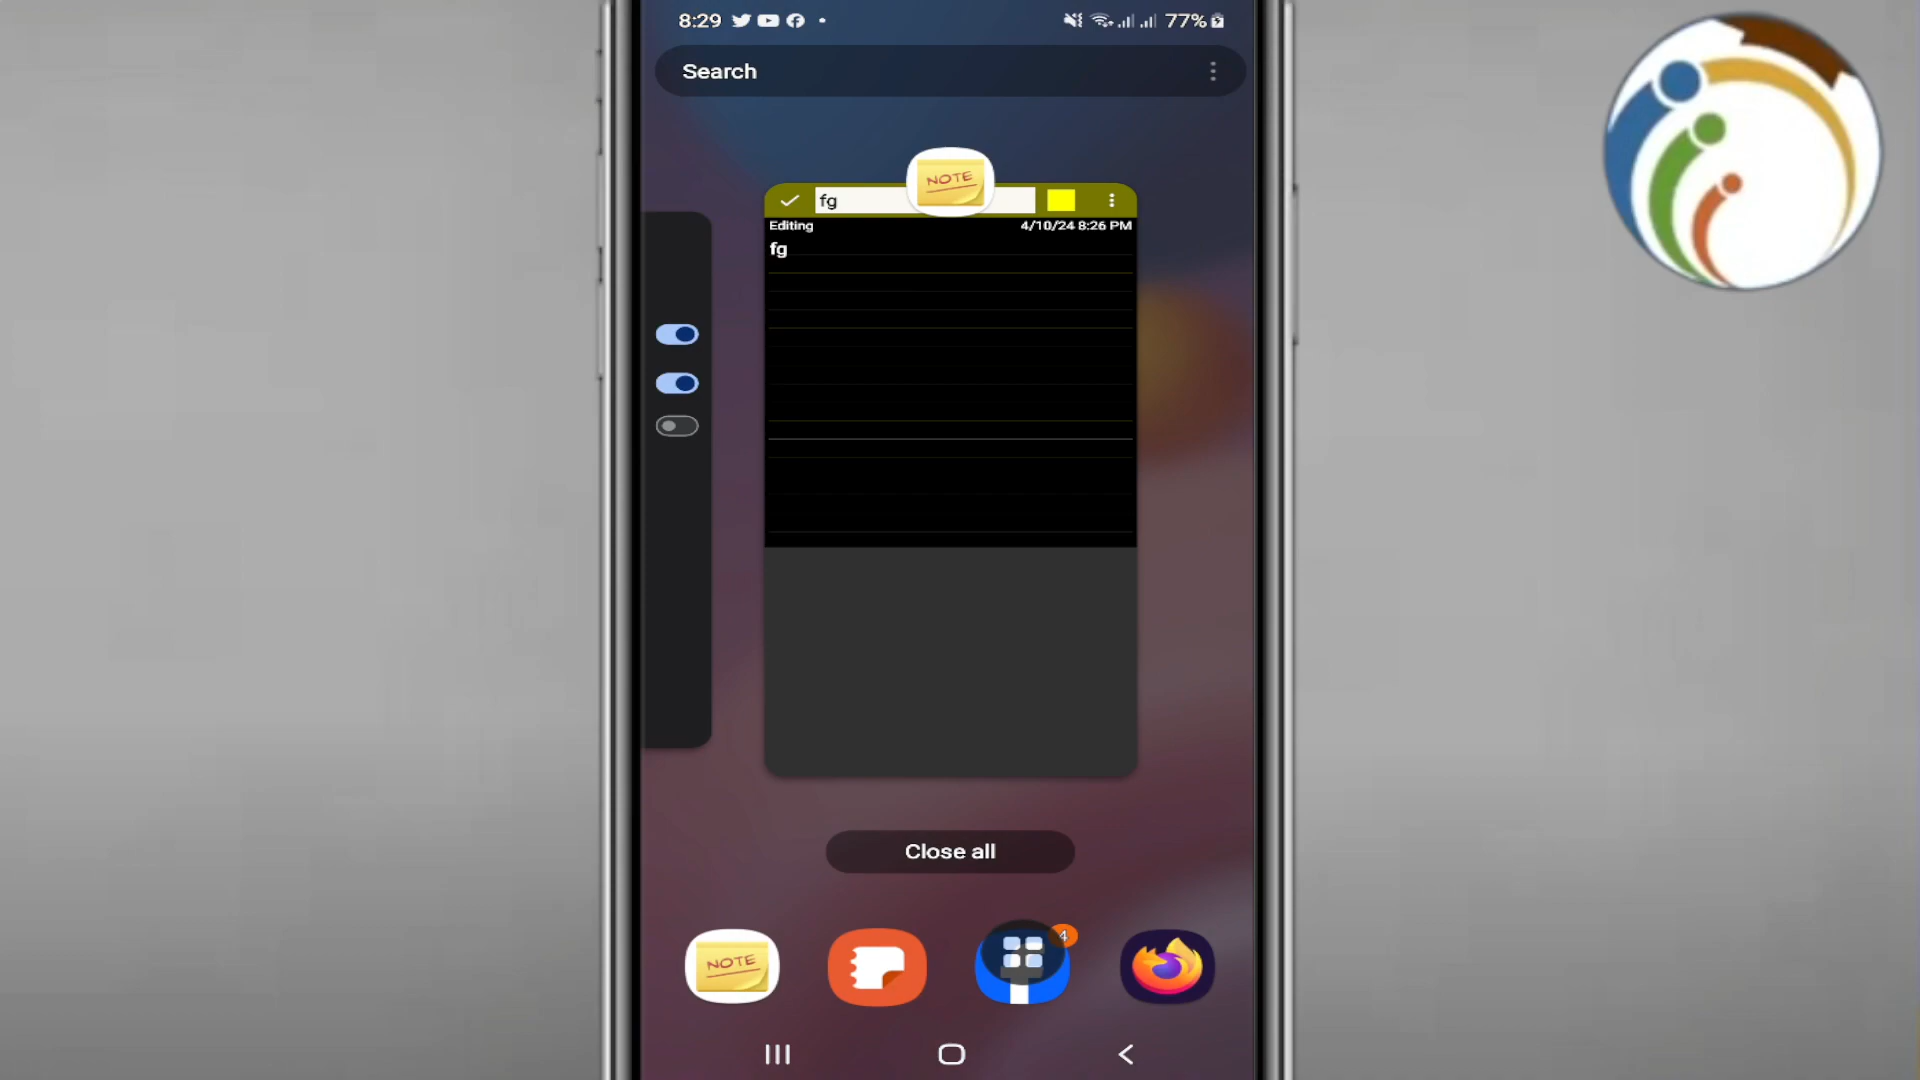 8:29 77%
Search
NOTE
fg
Editing 4/10/24 8:26 PM
fg
Close all
4
NOTE